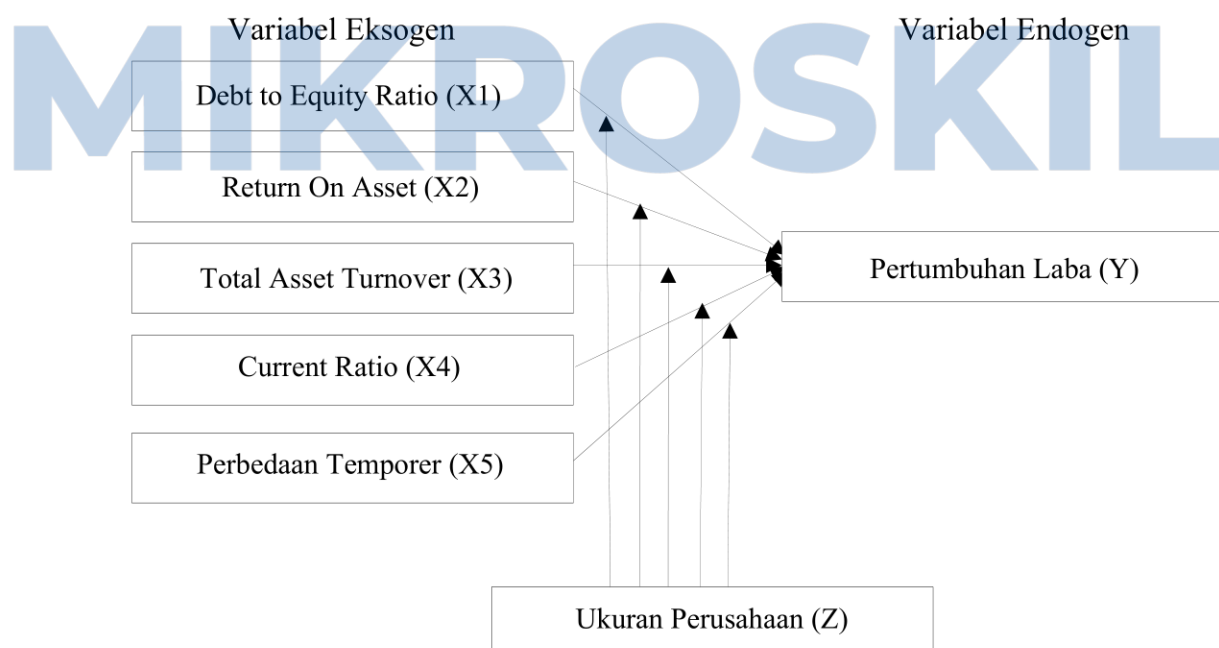 MIKROSKIL
Variabel Eksogen
Variabel Endogen
Debt to Equity Ratio (X1)
Return On Asset (X2)
Total Asset Turnover (X3)
Pertumbuhan Laba (Y)
Current Ratio (X4)
Perbedaan Temporer (X5)
Ukuran Perusahaan (Z)